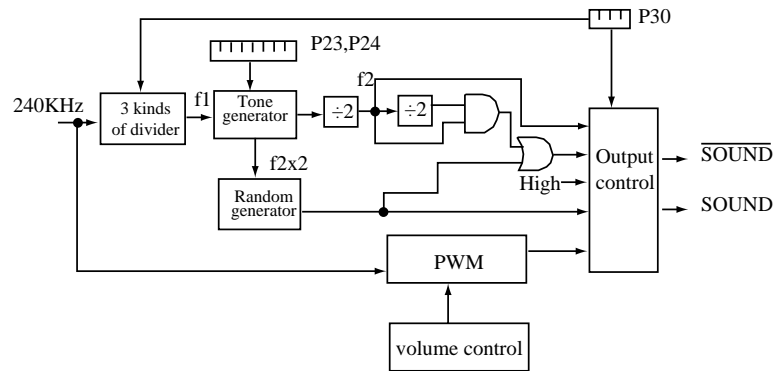 P30
P23,P24
240KHz
3 kinds
of divider
f1
Tone
generator
÷2
f2
÷2
f2x2
Random
generator
High
Output
control
SOUND
SOUND
PWM
volume control